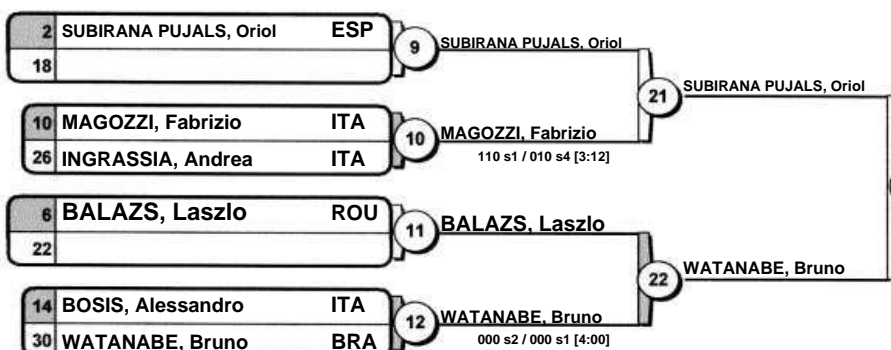 2 SUBIRANA PUJALS, Oriol ESP
18
9 SUBIRANA PUJALS, Oriol
21 SUBIRANA PUJALS, Oriol
10 MAGOZZI, Fabrizio ITA
26 INGRASSIA, Andrea ITA
10 MAGOZZI, Fabrizio
110 s1 / 010 s4 [3:12]
6 BALAZS, Laszlo ROU
22
11 BALAZS, Laszlo
22 WATANABE, Bruno
14 BOSIS, Alessandro ITA
30 WATANABE, Bruno BRA
12 WATANABE, Bruno
000 s2 / 000 s1 [4:00]